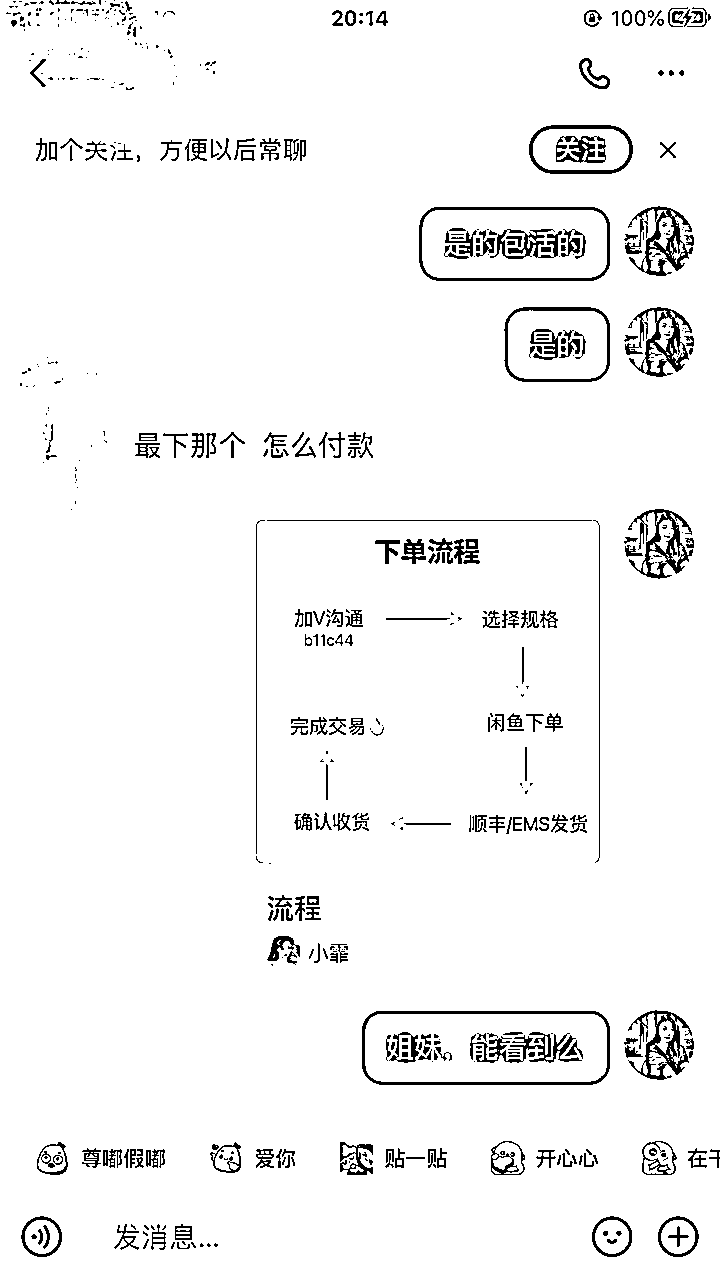 20:14
100%
加个关注，方便以后常聊
关注
是的包活的
是的
最下那个 怎么付款
下单流程
加V沟通
b11c44
选择规格
完成交易
闲鱼下单
确认收货
顺丰/EMS发货
流程
小霏
姐妹。能看到么
尊嘟假嘟
爱你
贴一贴
开心心
在干
发消息...